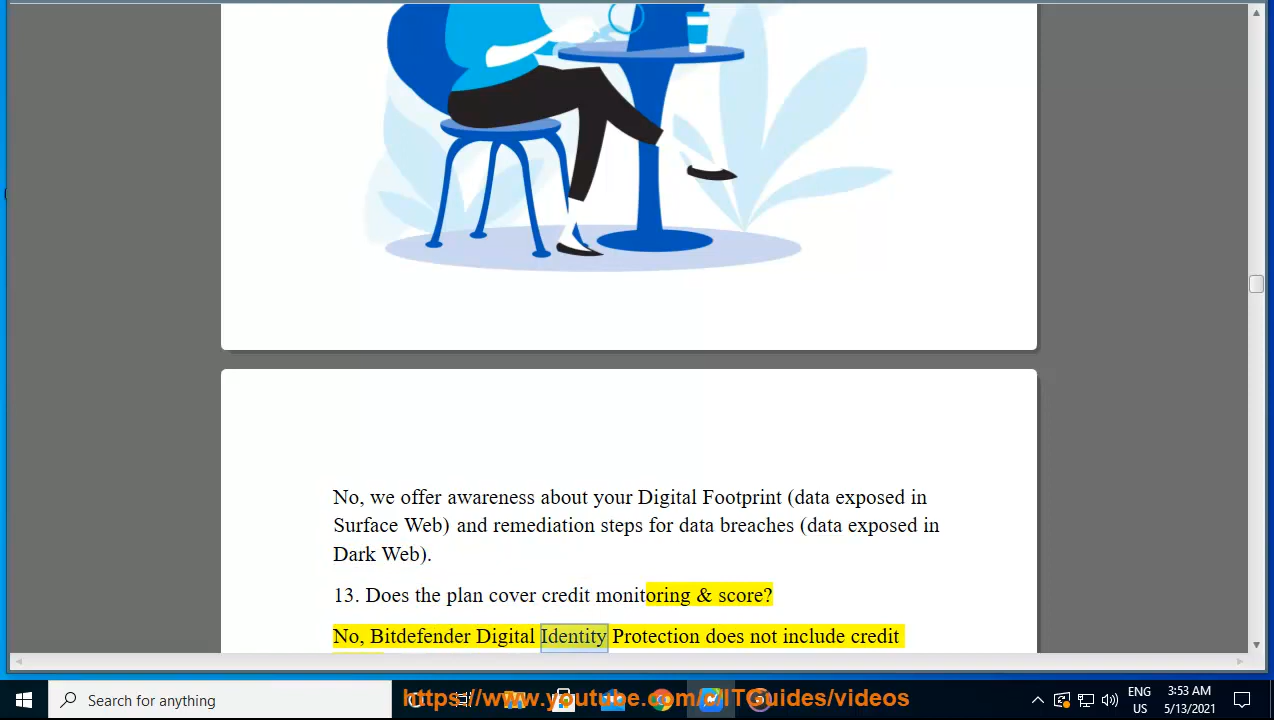 No, we offer awareness about your Digital Footprint (data exposed in
Surface Web) and remediation steps for data breaches (data exposed in
Dark Web).
13. Does the plan cover credit monitoring & score?
No, Bitdefender Digital Identity Protection does not include credit
Search for anything
https://www.youtube.com/
Guides/videos
ENG
US
3:53 AM
5/13/2021